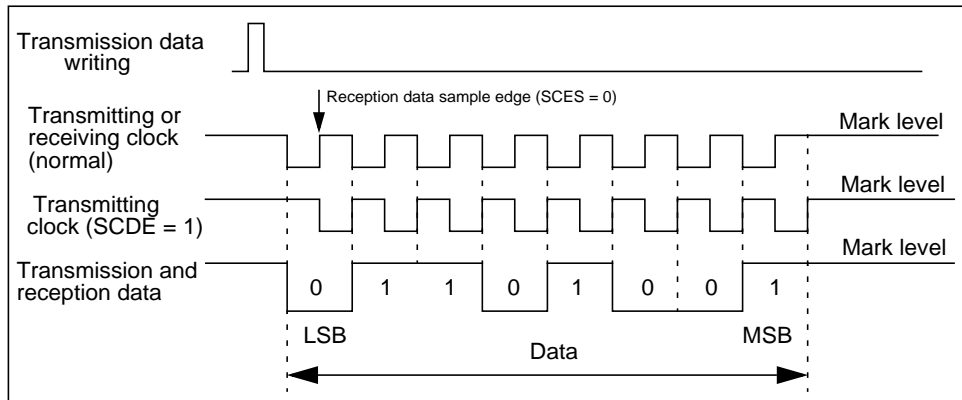 Transmission data
writing
Reception data sample edge (SCES = 0)
Transmitting or
receiving clock
(normal)
Mark level
Transmitting
clock (SCDE = 1)
Mark level
Transmission and
reception data
Mark level
0 1 1 0 1 0 0 1
LSB
MSB
Data